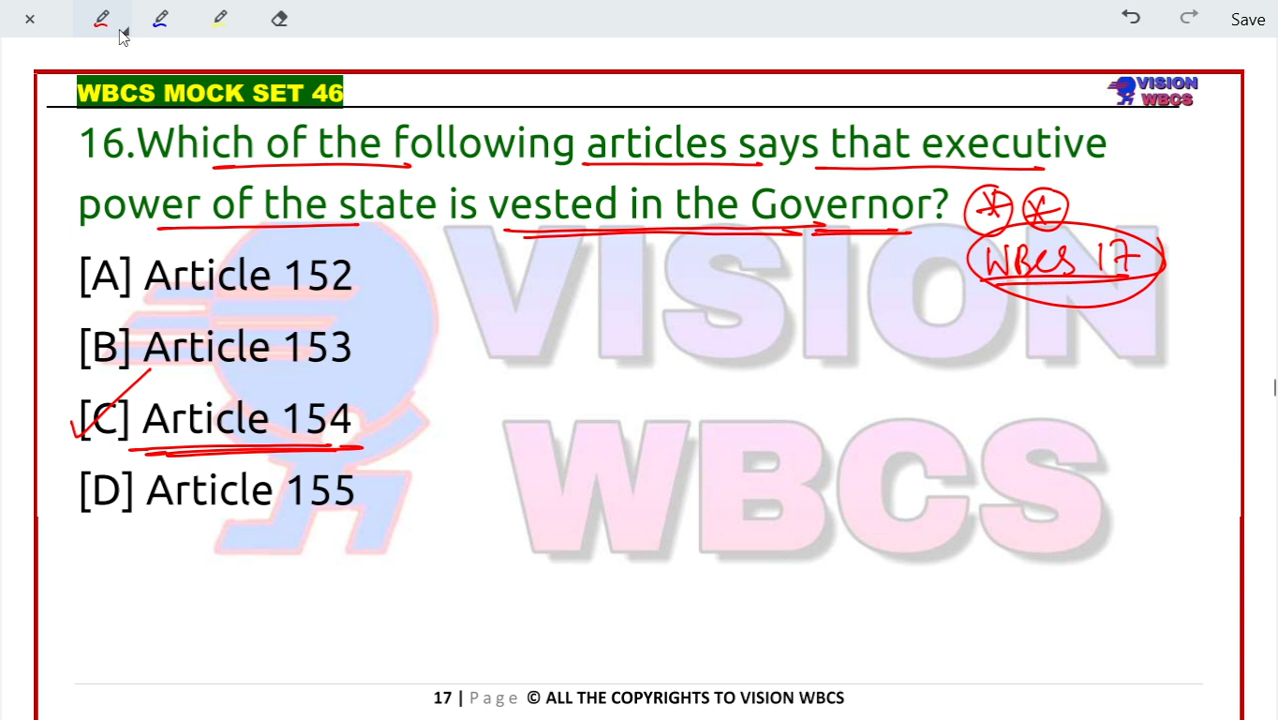 Save
WBCS MOCK SET 46
VISION
WBCS
16.Which of the following articles says that executive
power of the state is vested in the Governor?
WBCS 17
[A] Article 152
[B] Article 153
[C] Article 154
[D] Article 155
VISION
WBCS
17 | Page © ALL THE COPYRIGHTS TO VISION WBCS